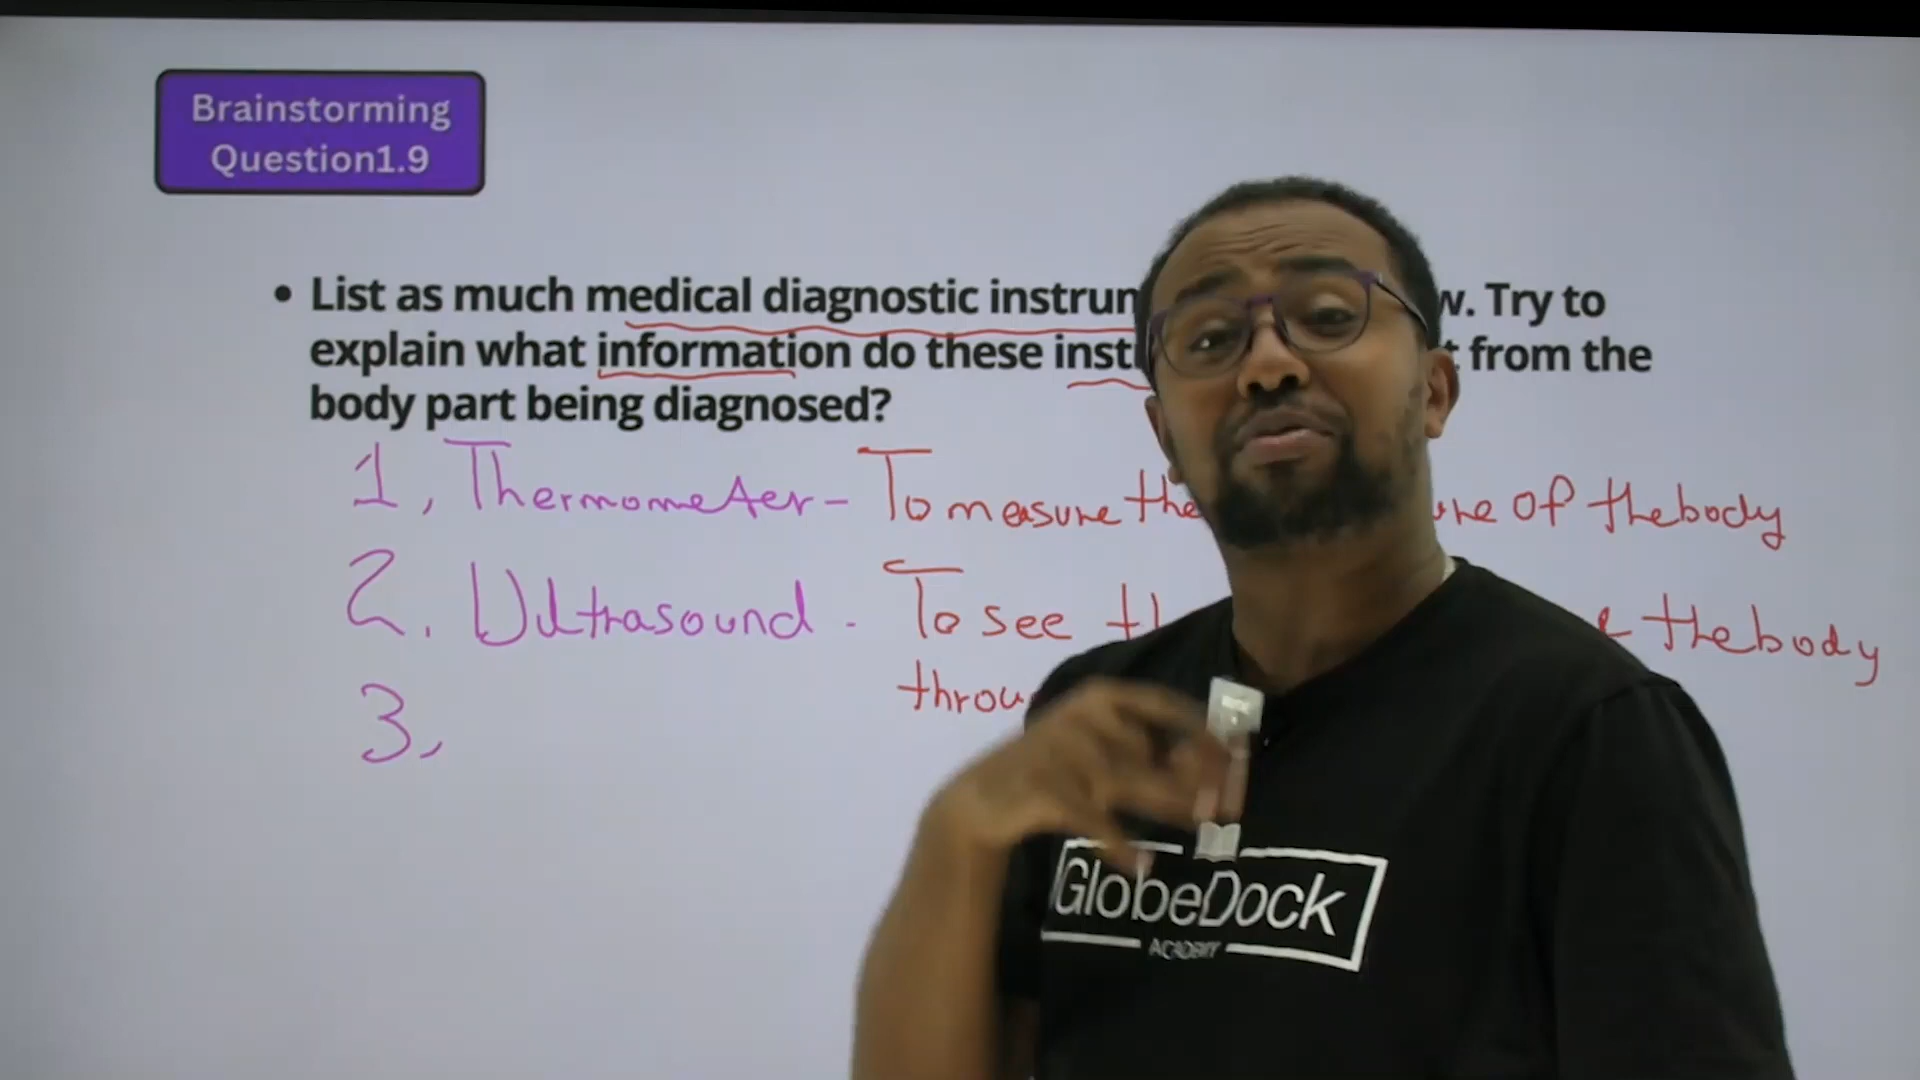 Brainstorming
Question1.9
• List as much medical diagnostic instrum w. Try to
explain what information do these inst t from the
body part being diagnosed?
1, Thermometer - To measure the of the body
2. Ultrasound - To see the body
throu
3,
GlobeDock
ACADEMY